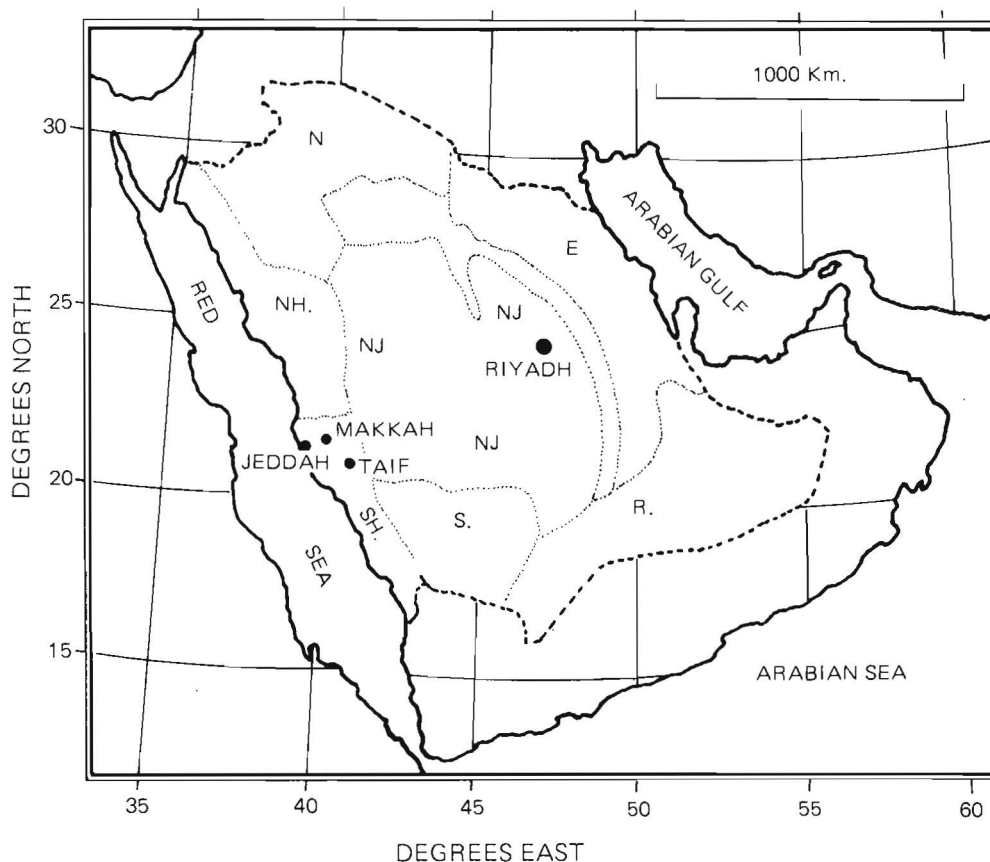 1000 Km.
30
N
ARABIAN GULF
E
25
RED
NH.
NJ
NJ
RIYADH
DEGREES NORTH
MAKKAH
JEDDAH
TAIF
NJ
20
SH.
S.
R.
SEA
15
ARABIAN SEA
35
40
45
50
55
60
DEGREES EAST